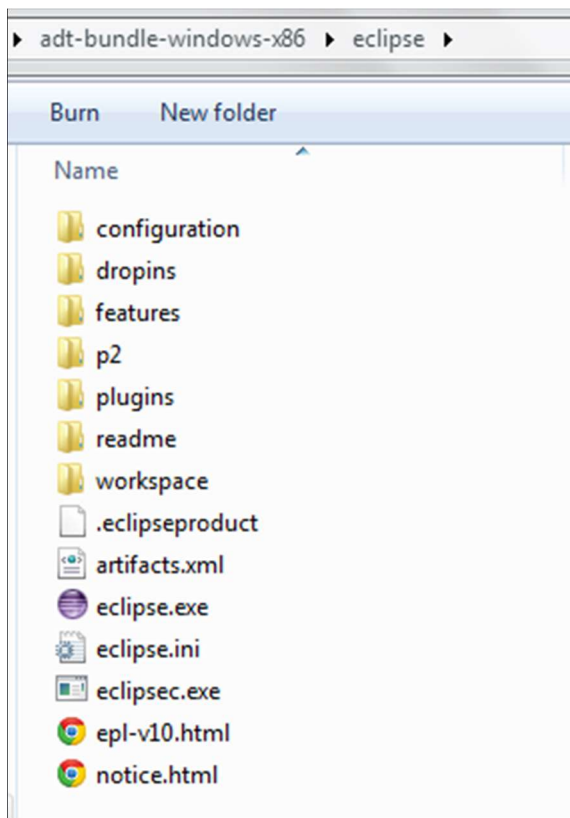 adt-bundle-windows-x86 eclipse
Burn New folder
Name
configuration
dropins
features
p2
plugins
readme
workspace
.eclipseproduct
artifacts.xml
eclipse.exe
eclipse.ini
eclipsec.exe
epl-v10.html
notice.html